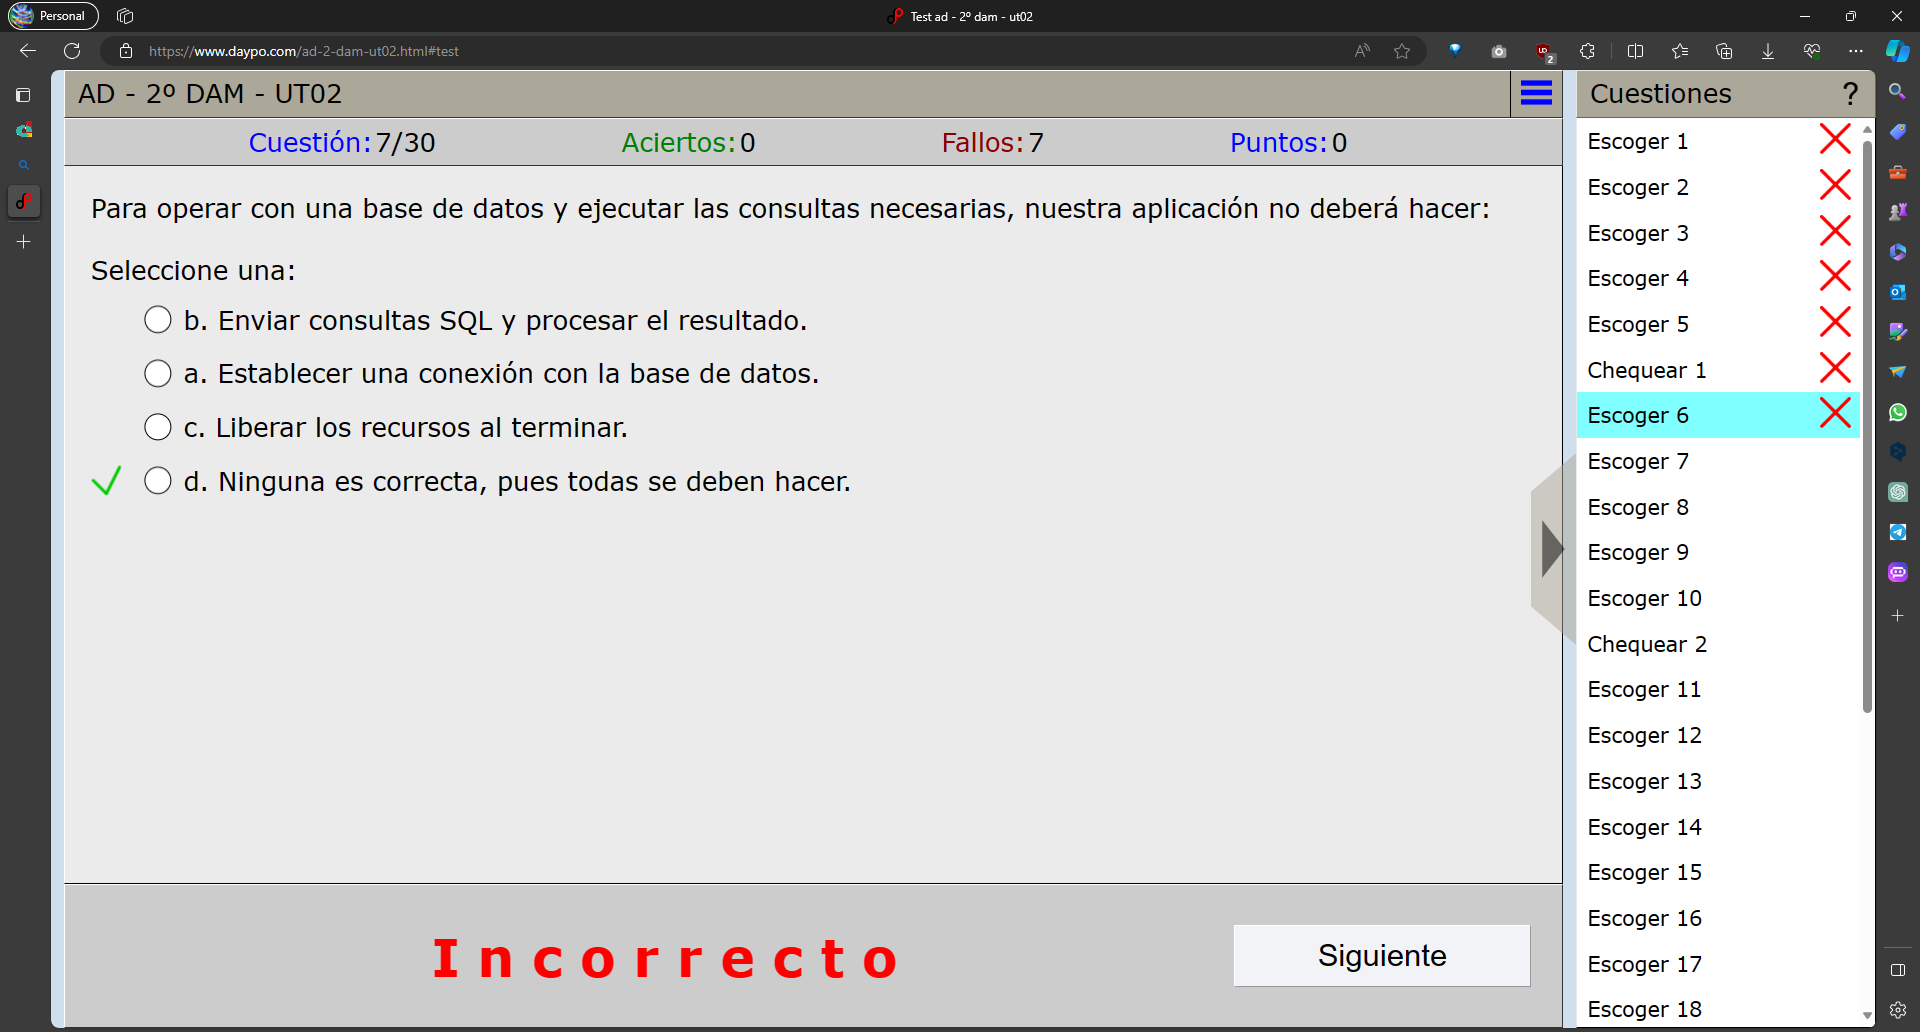 Personal
Test ad - 2º dam - ut02
https://www.daypo.com/ad-2-dam-ut02.html#test
2
AD - 2º DAM - UT02
Cuestión: 7/30
Aciertos: 0
Fallos: 7
Puntos: 0
Para operar con una base de datos y ejecutar las consultas necesarias, nuestra aplicación no deberá hacer:
Seleccione una:
b. Enviar consultas SQL y procesar el resultado.
a. Establecer una conexión con la base de datos.
c. Liberar los recursos al terminar.
d. Ninguna es correcta, pues todas se deben hacer.
Incorrecto
Siguiente
Cuestiones ?
Escoger 1
Escoger 2
Escoger 3
Escoger 4
Escoger 5
Chequear 1
Escoger 6
Escoger 7
Escoger 8
Escoger 9
Escoger 10
Chequear 2
Escoger 11
Escoger 12
Escoger 13
Escoger 14
Escoger 15
Escoger 16
Escoger 17
Escoger 18